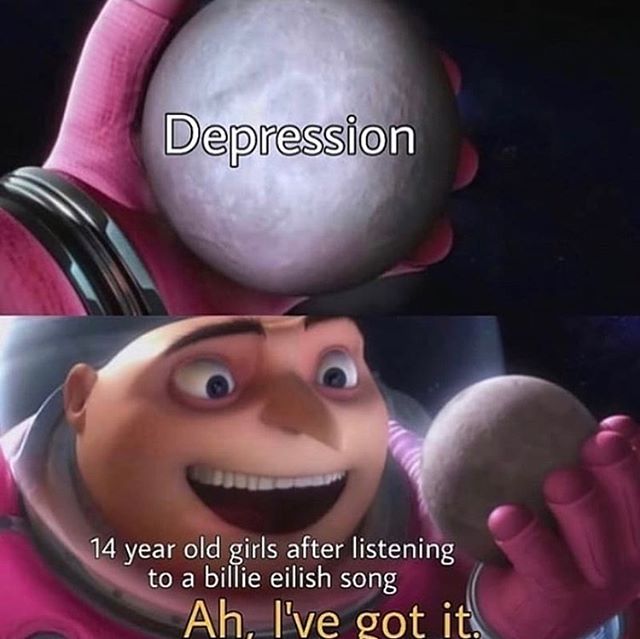 Depression
14 year old girls after listening
to a billie eilish song
Ah, I've got it.